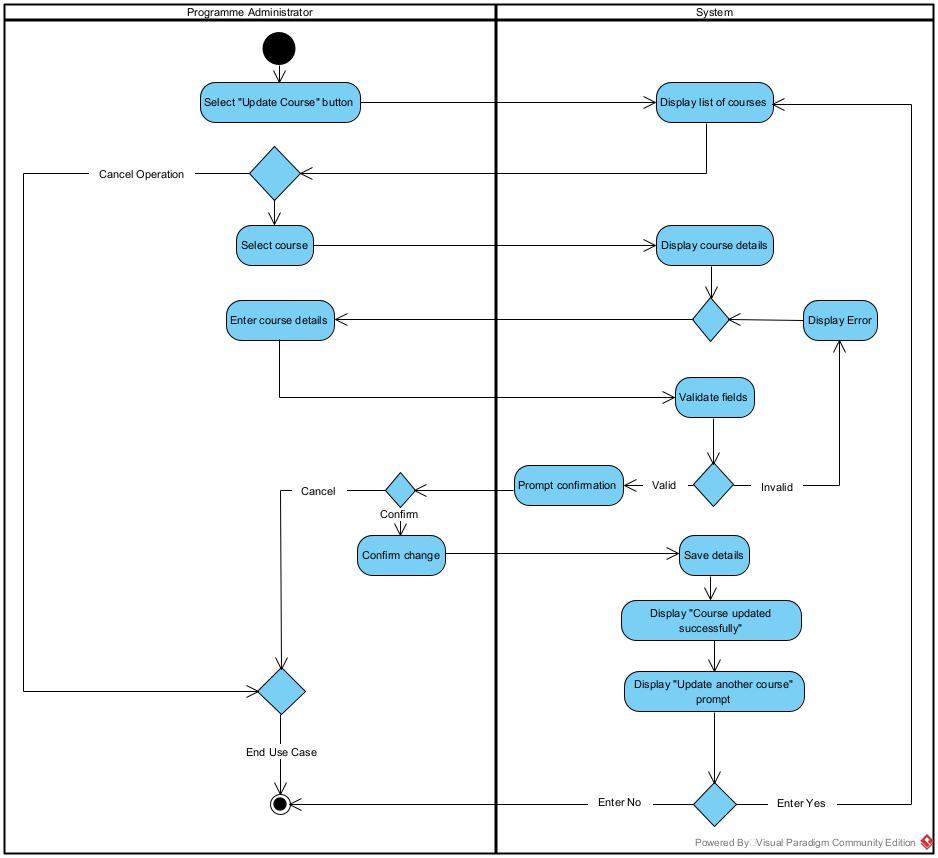 Programme Administrator
System
Select "Update Course" button
Display list of courses
Cancel Operation
Select course
Display course details
Enter course details
Display Error
Validate fields
Cancel
Prompt confirmation
Valid
Invalid
Confirm
Confirm change
Save details
Display "Course updated
successfully"
Display "Update another course"
prompt
End Use Case
Enter No
Enter Yes
Powered By Visual Paradigm Community Edition